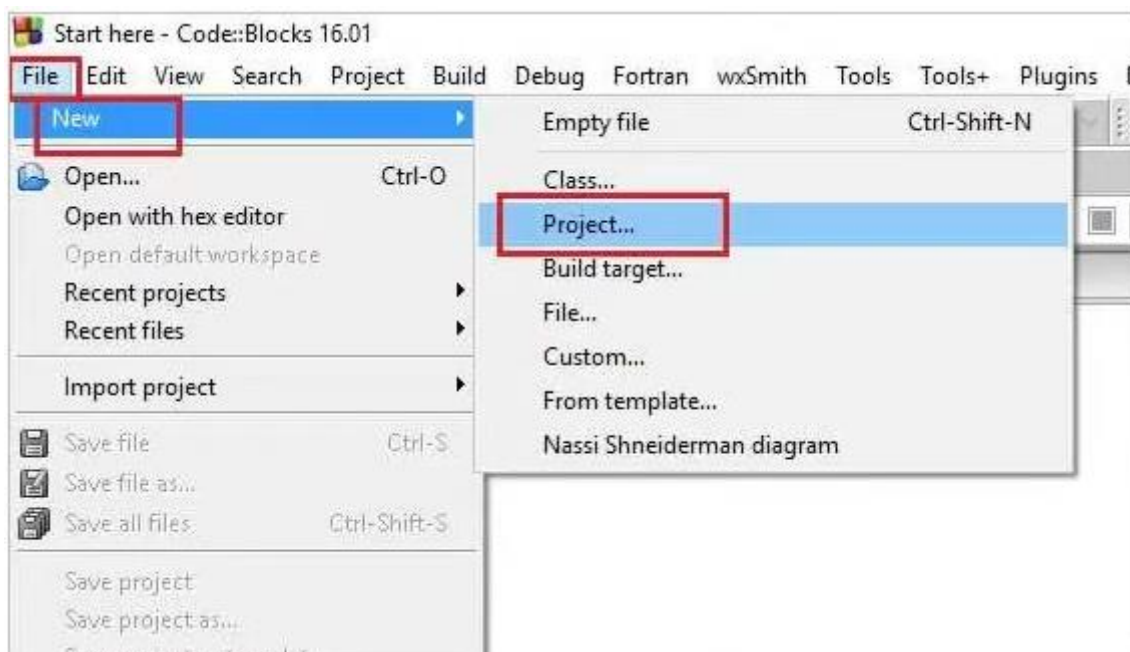 Start here - Code::Blocks 16.01
File Edit View Search Project Build Debug Fortran wxSmith Tools Tools+ Plugins
New
Empty file Ctrl-Shift-N
Class...
Project...
Build target...
File...
Custom...
From template...
Nassi Shneiderman diagram
Open... Ctrl-O
Open with hex editor
Open default workspace
Recent projects
Recent files
Import project
Save file Ctrl-S
Save file as...
Save all files Ctrl-Shift-S
Save project
Save project as...